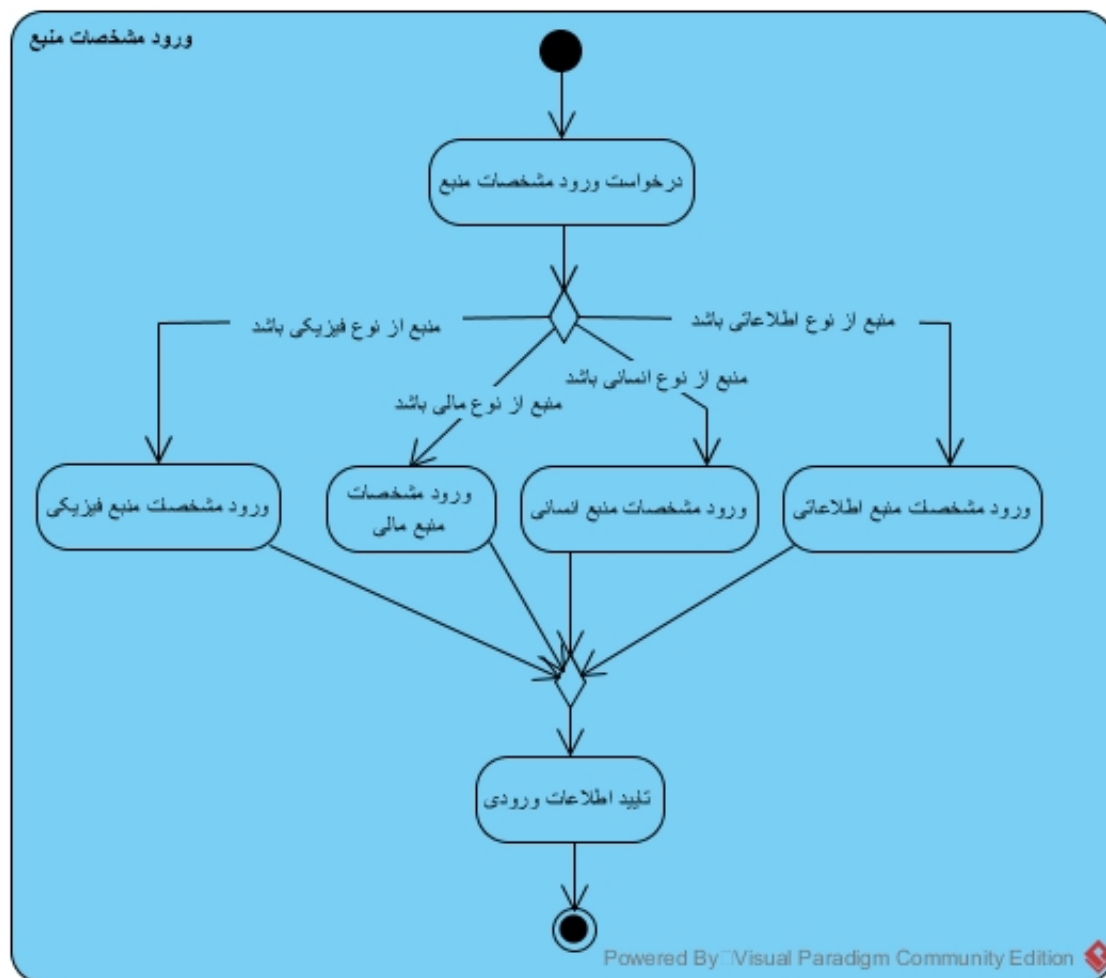 ورود مشخصات منبع
درخواست ورود مشخصات منبع
منبع از نوع اطلاعاتی باشد
منبع از نوع فیزیکی باشد
منبع از نوع انسانی باشد
منبع از نوع مالی باشد
ورود مشخصات منبع اطلاعاتی
ورود مشخصات منبع انسانی
ورود مشخصات
منبع مالی
ورود مشخصات منبع فیزیکی
تایید اطلاعات ورودی
Powered By Visual Paradigm Community Edition